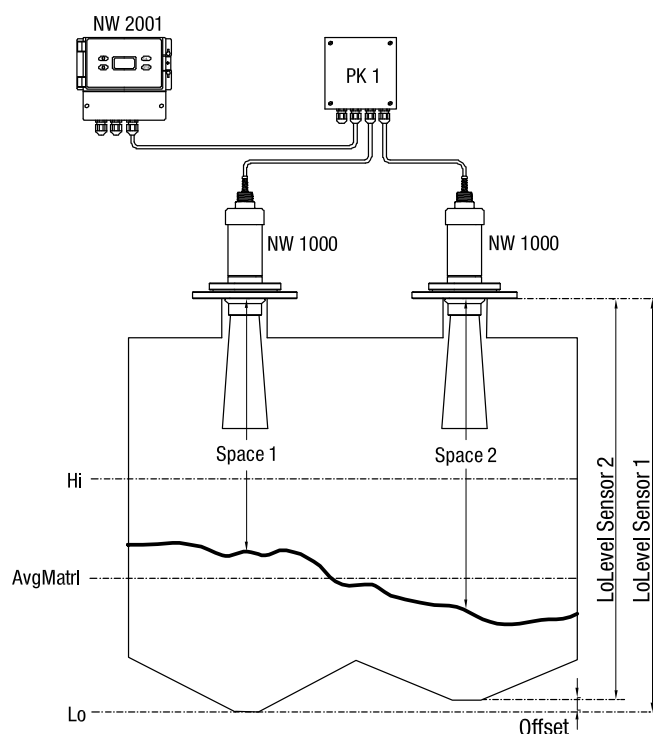 NW 2001
PK 1
NW 1000
NW 1000
Space 1
Space 2
Hi
AvgMatrl
Lo
LoLevel Sensor 2
LoLevel Sensor 1
Offset